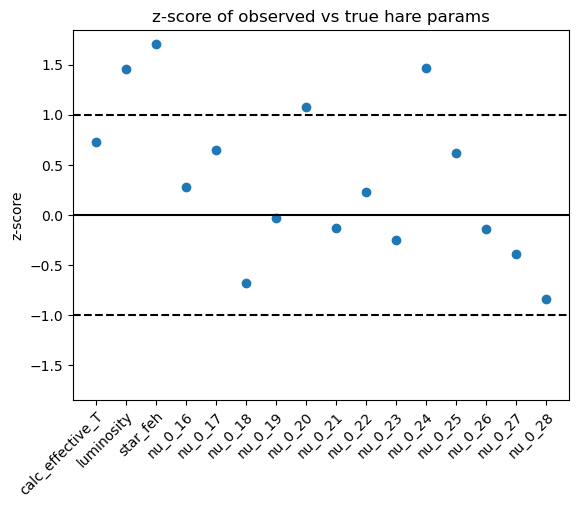 z-score of observed vs true hare params
z-score
1.5
1.0
0.5
0.0
−0.5
−1.0
−1.5
calc_effective_T
luminosity
star_feh
nu_0_16
nu_0_17
nu_0_18
nu_0_19
nu_0_20
nu_0_21
nu_0_22
nu_0_23
nu_0_24
nu_0_25
nu_0_26
nu_0_27
nu_0_28